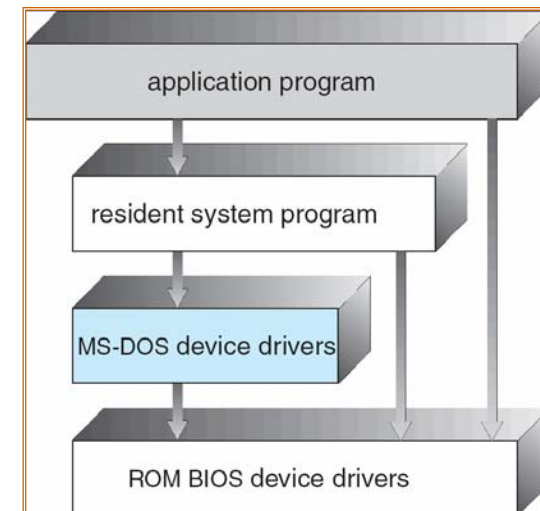 application program
resident system program
MS-DOS device drivers
ROM BIOS device drivers